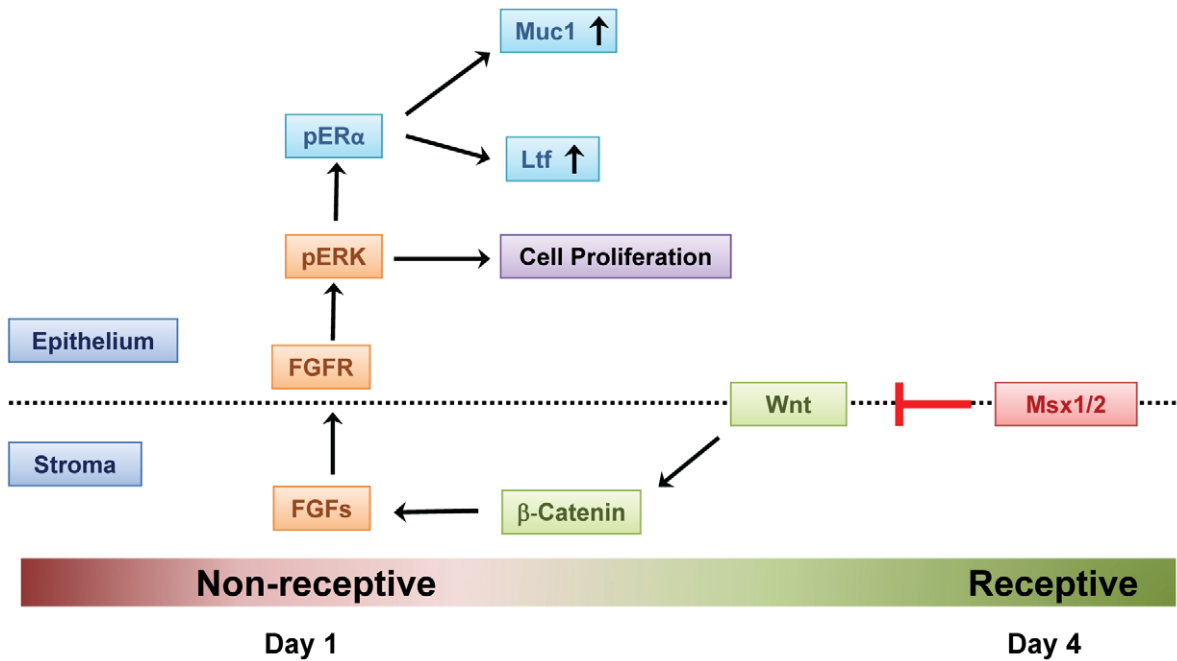 Muc1 ↑
pERα
Ltf ↑
pERK
Cell Proliferation
Epithelium
FGFR
Wnt
Msx1/2
Stroma
FGFs
β-Catenin
Non-receptive
Receptive
Day 1
Day 4